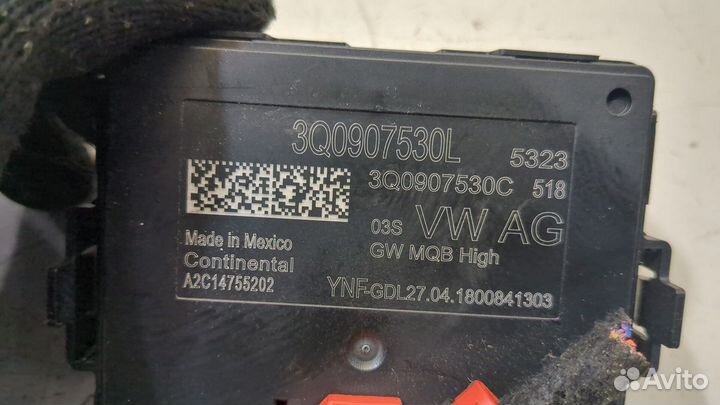 3Q0907530L 5323
3Q0907530C 518
03S VW AG
GW MQB High
Made in Mexico
Continental
A2C14755202
YNF-GDL27.04.1800841303
Avito